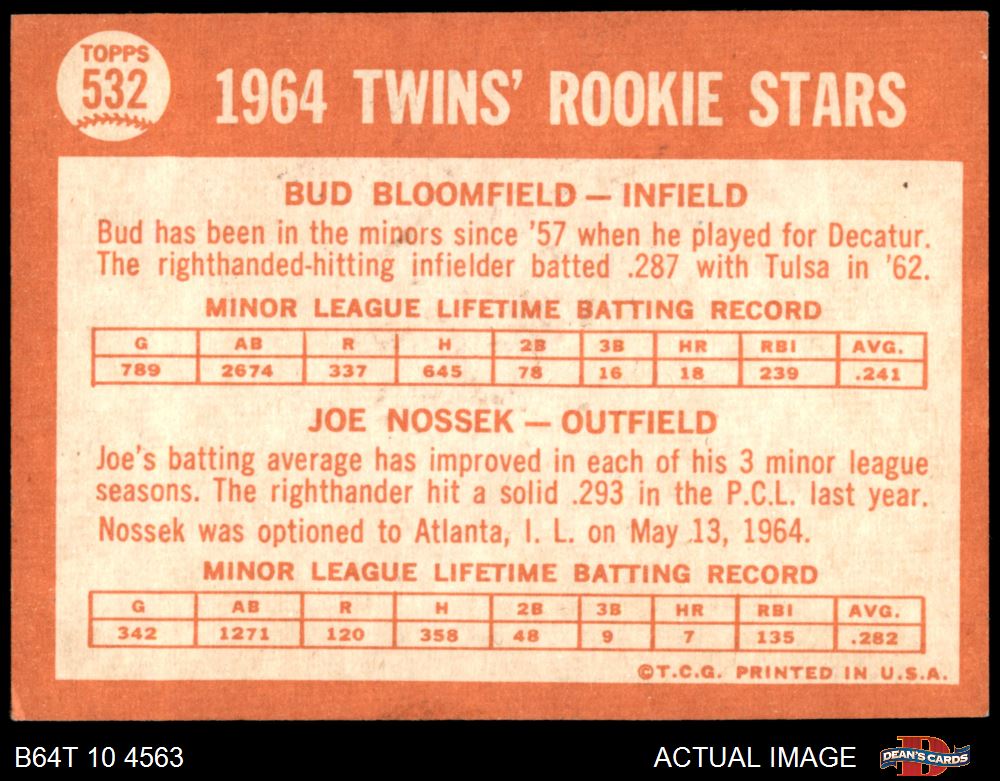 TOPPS
532
1964 TWINS' ROOKIE STARS
BUD BLOOMFIELD — INFIELD
Bud has been in the minors since '57 when he played for Decatur.
The righthanded-hitting infielder batted .287 with Tulsa in '62.
MINOR LEAGUE LIFETIME BATTING RECORD
G AB R H 2B 3B HR RBI AVG.
789 2674 337 645 78 16 18 239 .241
JOE NOSSEK — OUTFIELD
Joe's batting average has improved in each of his 3 minor league
seasons. The righthander hit a solid .293 in the P.C.L. last year.
Nossek was optioned to Atlanta, I. L. on May 13, 1964.
MINOR LEAGUE LIFETIME BATTING RECORD
G AB R H 2B 3B HR RBI AVG.
342 1271 120 358 48 9 7 135 .282
©T.C.G. PRINTED IN U.S.A.
B64T 10 4563 ACTUAL IMAGE DEAN'S CARDS